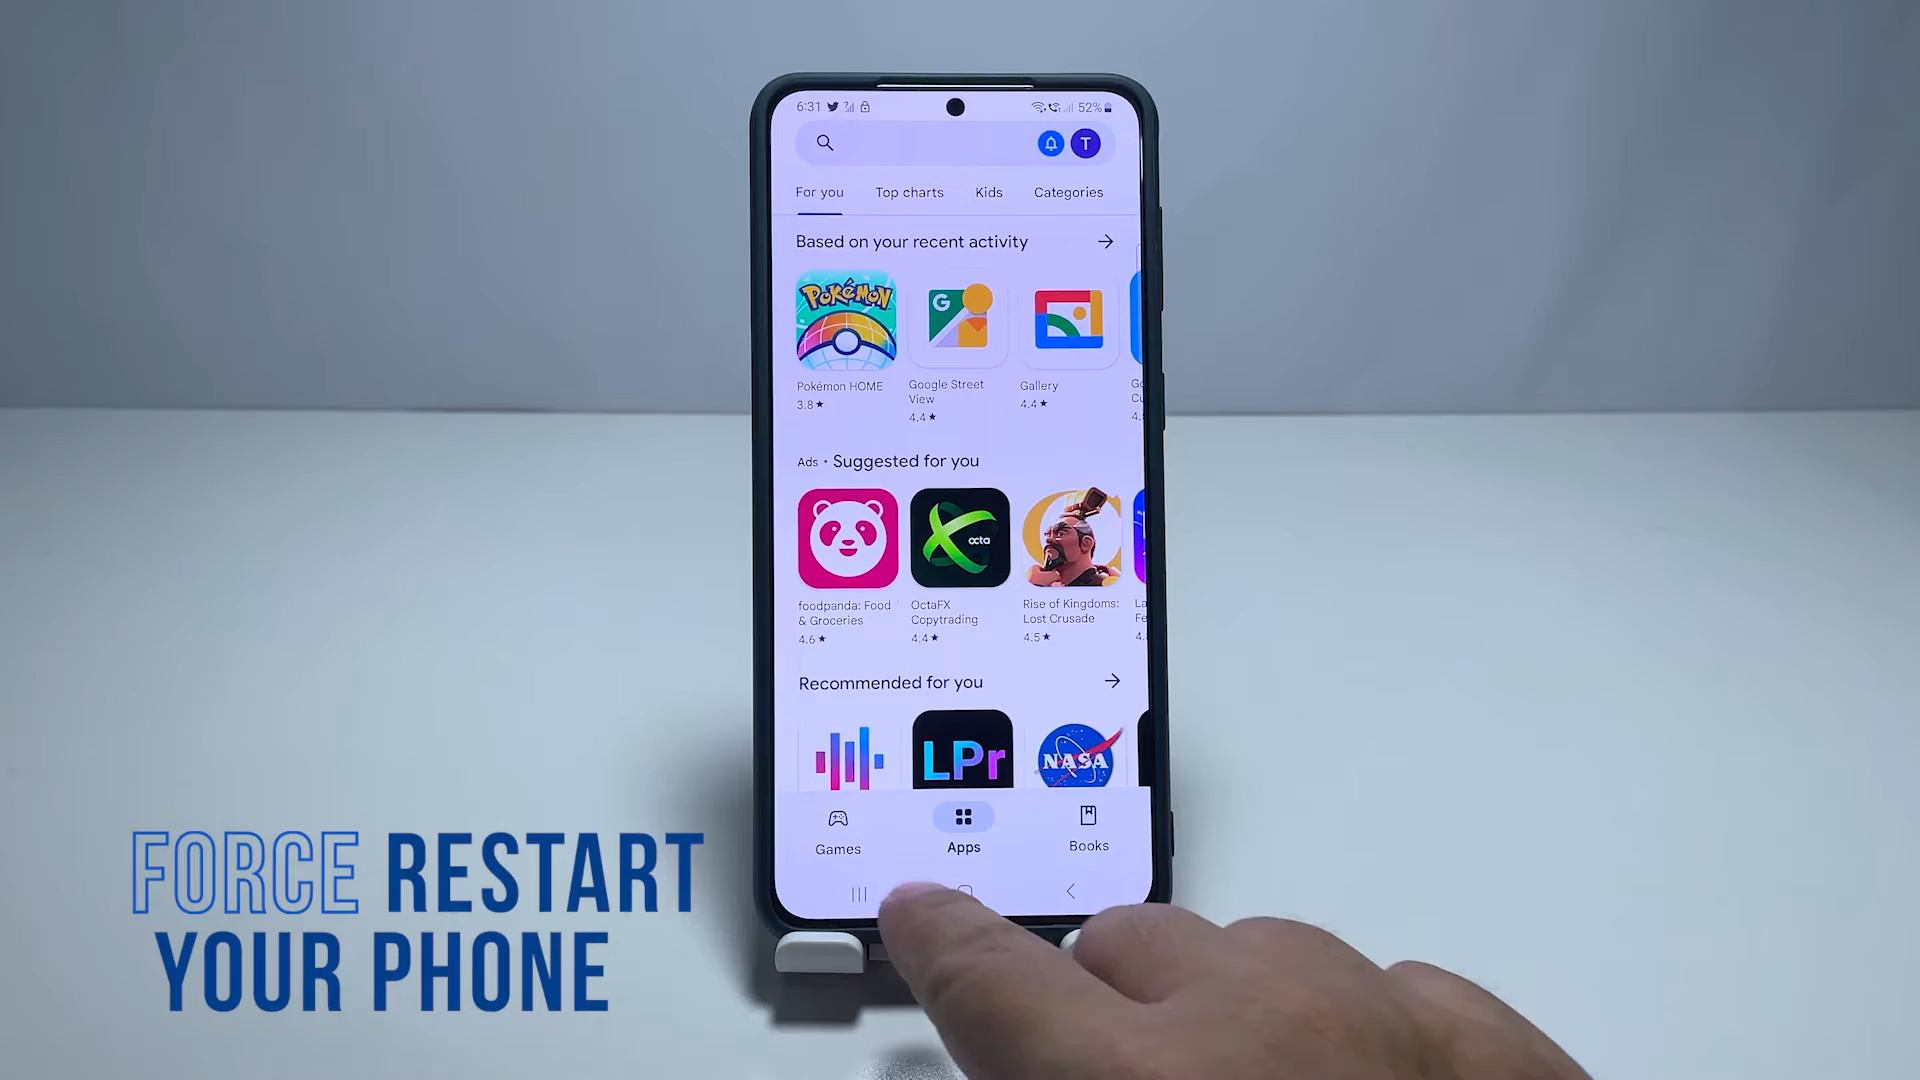 6:31 52%
T
For you Top charts Kids Categories
Based on your recent activity
POKéMON
G
Pokémon HOME Google Street View Gallery
3.8★ 4.4★ 4.4★
Ads • Suggested for you
octa
foodpanda: Food & Groceries OctaFX Copytrading Rise of Kingdoms: Lost Crusade
4.6★ 4.4★ 4.5★
Recommended for you
LPr NASA
Games Apps Books
FORCE RESTART
YOUR PHONE